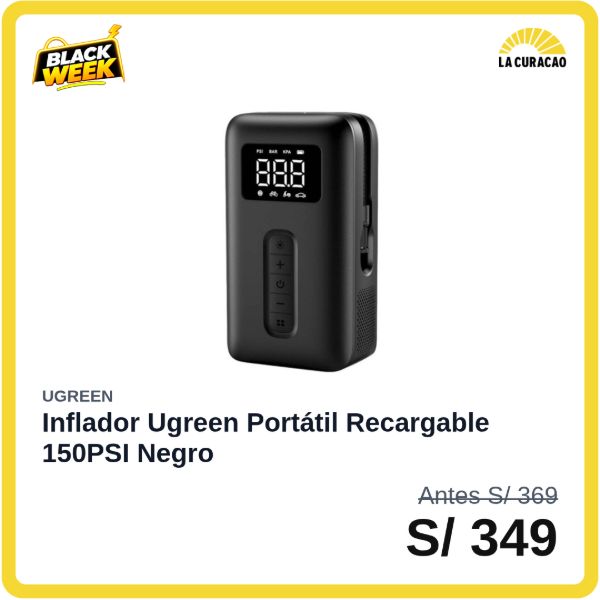 BLACK
WEEK
LA CURACAO
PSI BAR KPA
88.8
UGREEN
Inflador Ugreen Portátil Recargable
150PSI Negro
Antes S/ 369
S/ 349